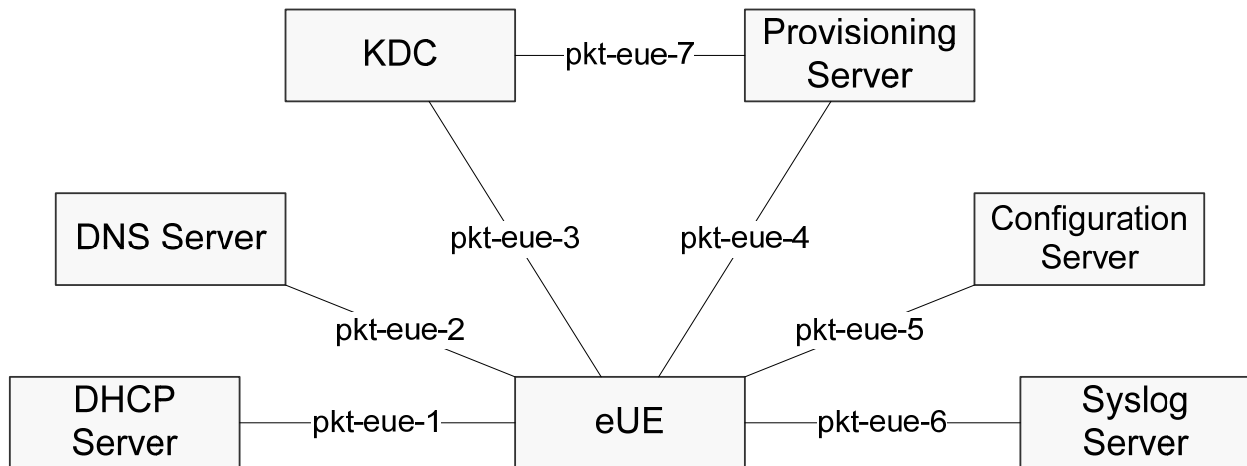 KDC
pkt-eue-7
Provisioning
Server
DNS Server
pkt-eue-3
pkt-eue-4
Configuration
Server
pkt-eue-2
pkt-eue-5
DHCP
Server
pkt-eue-1
eUE
pkt-eue-6
Syslog
Server